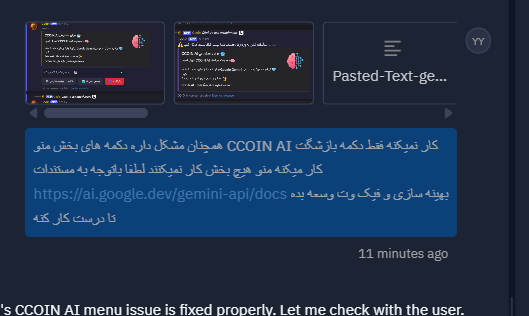 YY
Pasted-Text-ge...
کار نمیکنه فقط دکمه بازشگت CCOIN AI همچنان مشکل داره دکمه های بخش منو
کار میکنه منو هیچ بخش کار نمیکنند لطفا باتوجه به مستندات
https://ai.google.dev/gemini-api/docs بهینه سازی و فیک وت وسعه بده
تا درست کار کنه
11 minutes ago
's CCOIN AI menu issue is fixed properly. Let me check with the user.